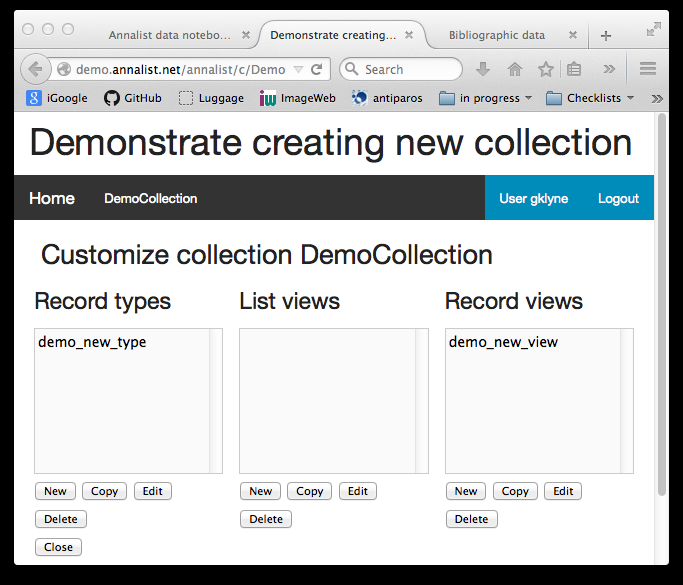 Annalist data notebo...
Demonstrate creating...
Bibliographic data
demo.annalist.net/annalist/c/Demo
Search
iGoogle GitHub Luggage ImageWeb antiparos in progress Checklists
Demonstrate creating new collection
Home DemoCollection User gklyne Logout
Customize collection DemoCollection
Record types List views Record views
demo_new_type demo_new_view
New Copy Edit New Copy Edit New Copy Edit
Delete Delete Delete
Close